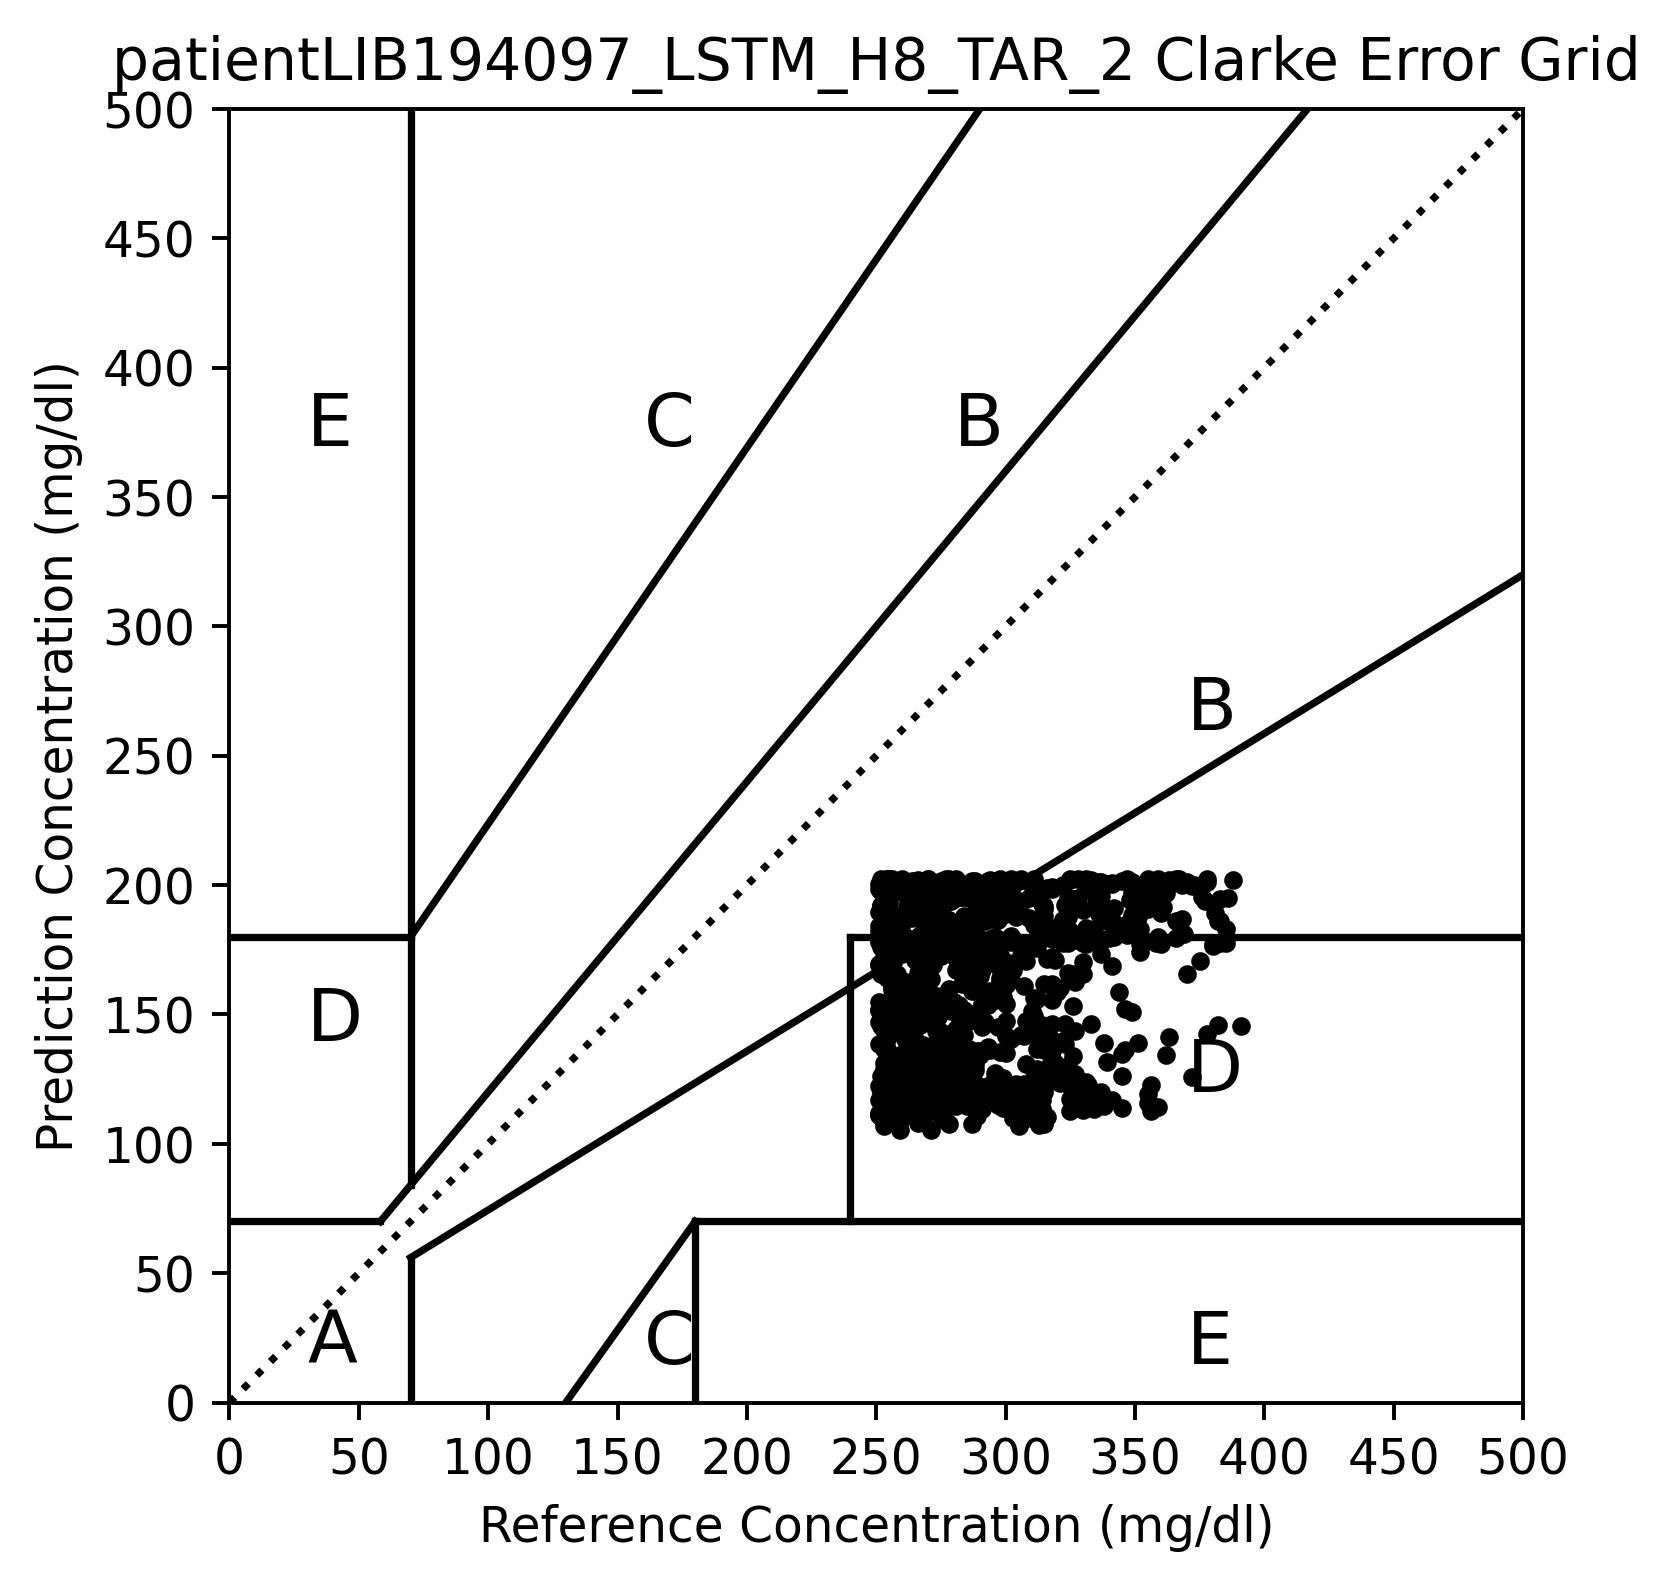 patientLIB194097_LSTM_H8_TAR_2 Clarke Error Grid
500
450
400
350
300
250
200
150
100
50
0
Prediction Concentration (mg/dl)
E
C
B
B
D
D
A
C
E
0 50 100 150 200 250 300 350 400 450 500
Reference Concentration (mg/dl)